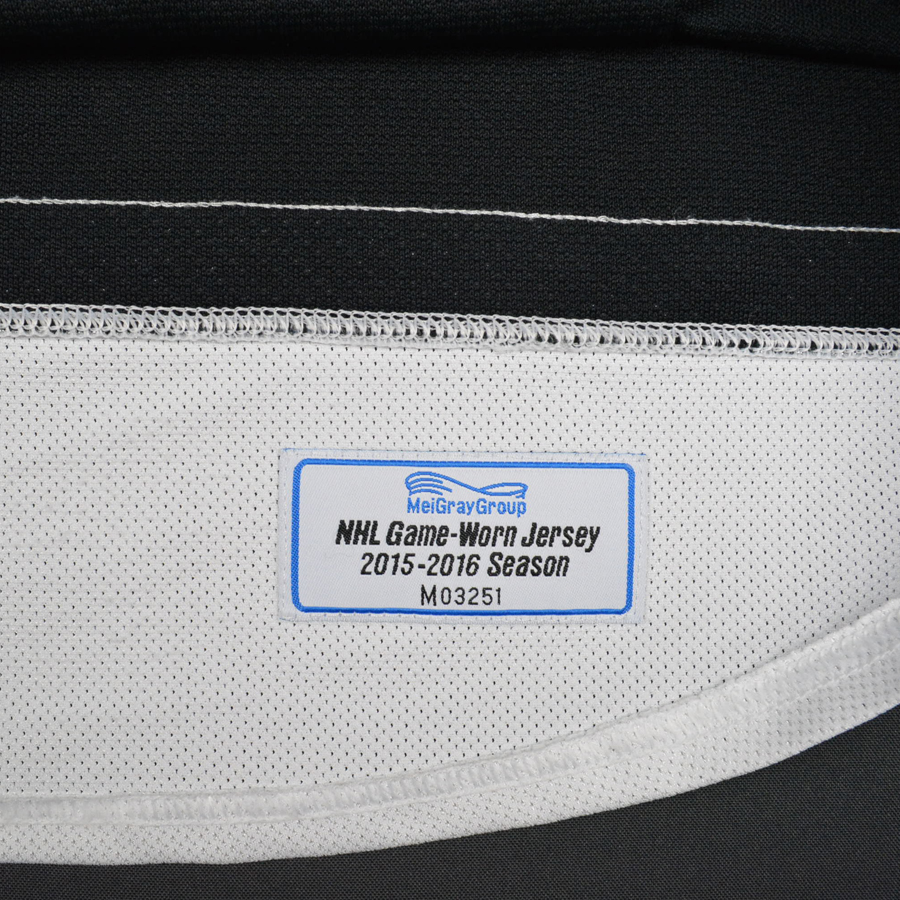 MeiGrayGroup
NHL Game-Worn Jersey
2015-2016 Season
M03251